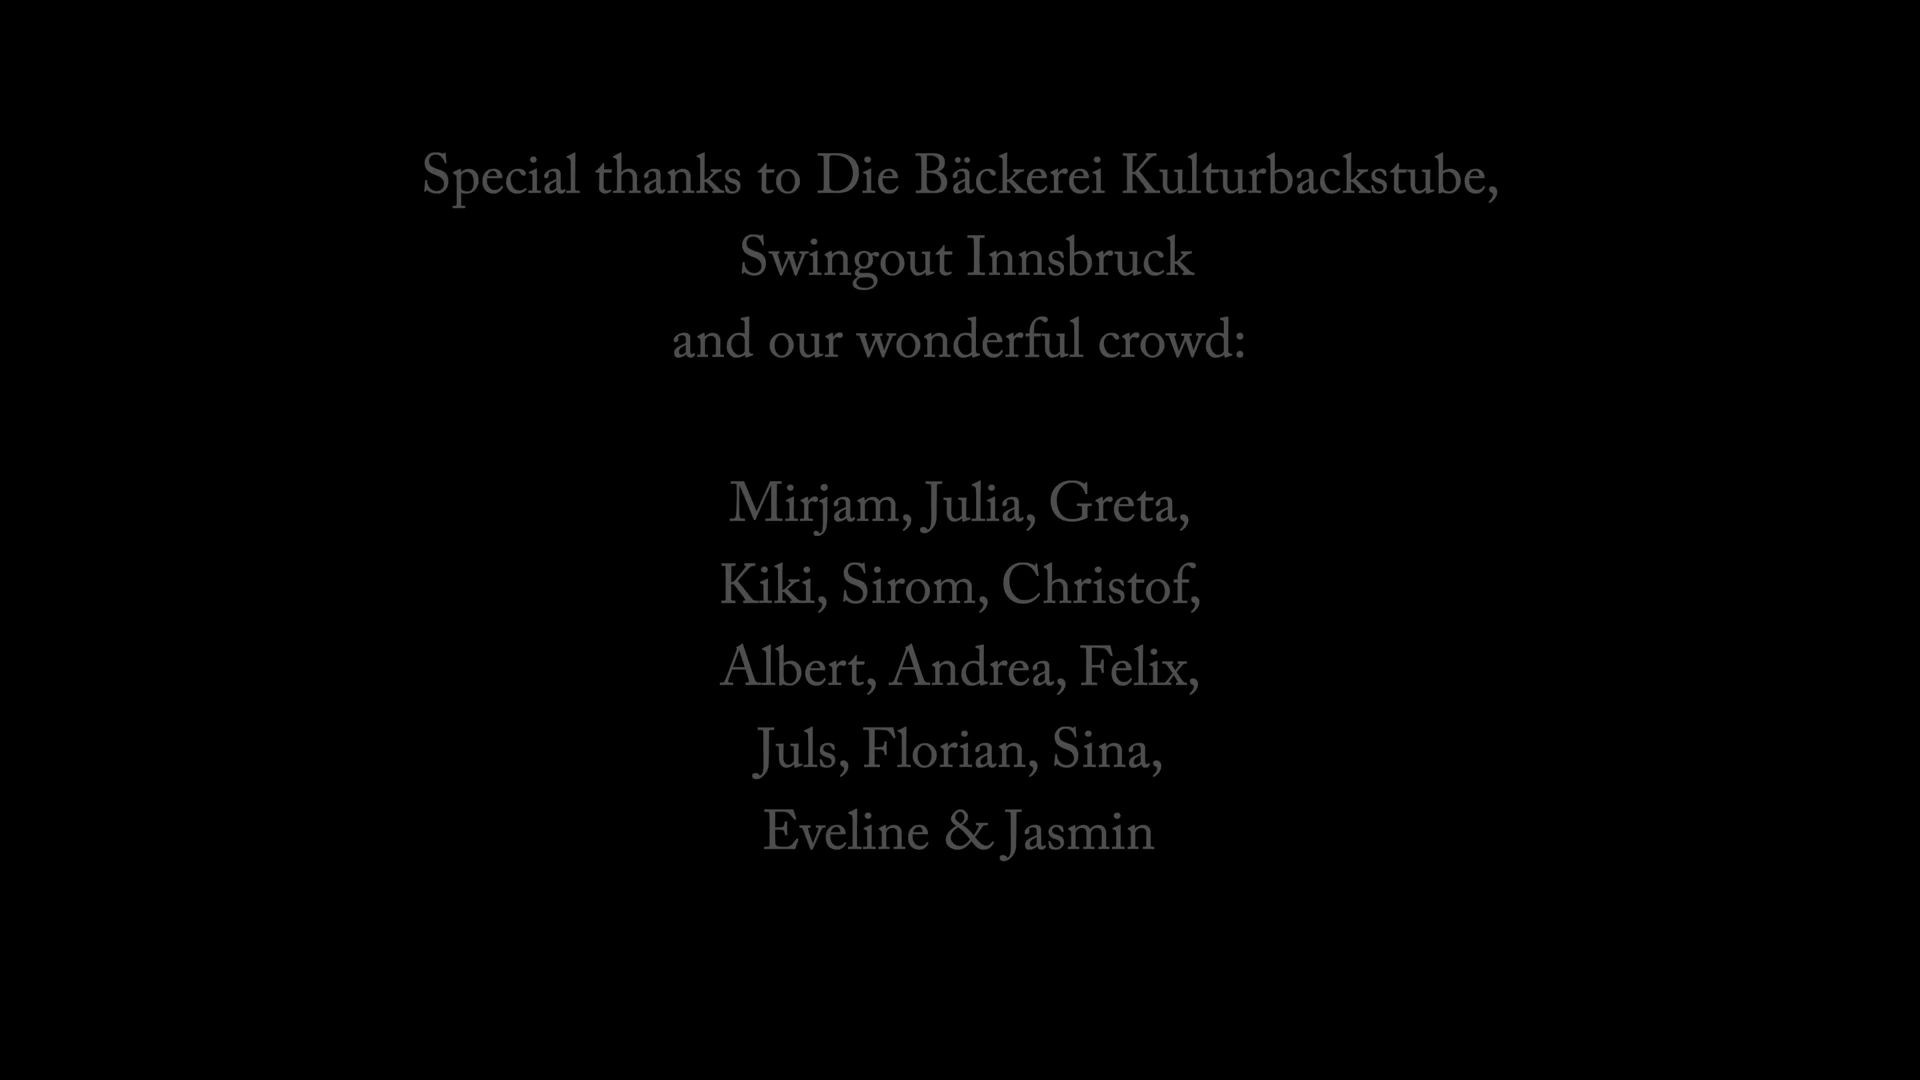 Special thanks to Die Bäckerei Kulturbackstube,
Swingout Innsbruck
and our wonderful crowd:
Mirjam, Julia, Greta,
Kiki, Sirom, Christof,
Albert, Andrea, Felix,
Juls, Florian, Sina,
Eveline & Jasmin